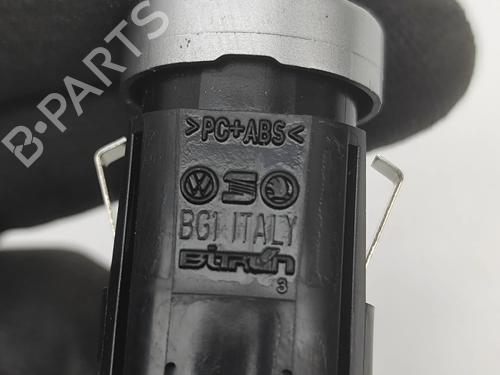 B·PARTS
>PC+ABS<
BG1 ITALY
BiTRON
3